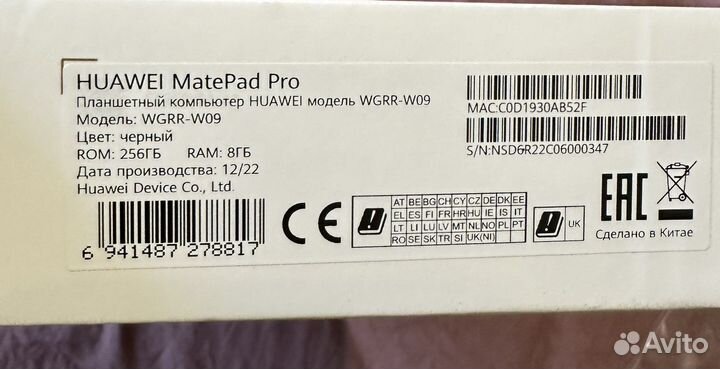 HUAWEI MatePad Pro
Планшетный компьютер HUAWEI модель WGRR-W09
Модель: WGRR-W09
Цвет: черный
ROM: 256ГБ RAM: 8ГБ
Дата производства: 12/22
Huawei Device Co., Ltd.
6 941487 278817
MAC:C0D1930AB52F
S/N:NSD6R22C06000347
CE
AT BE BG CH CY CZ DE DK EE
EL ES FI FR HR HU IE IS IT
LT LI LU LV MT NL NO PL PT
RO SE SK TR SI UK(NI)
UK
EAC
Сделано в Китае
Avito